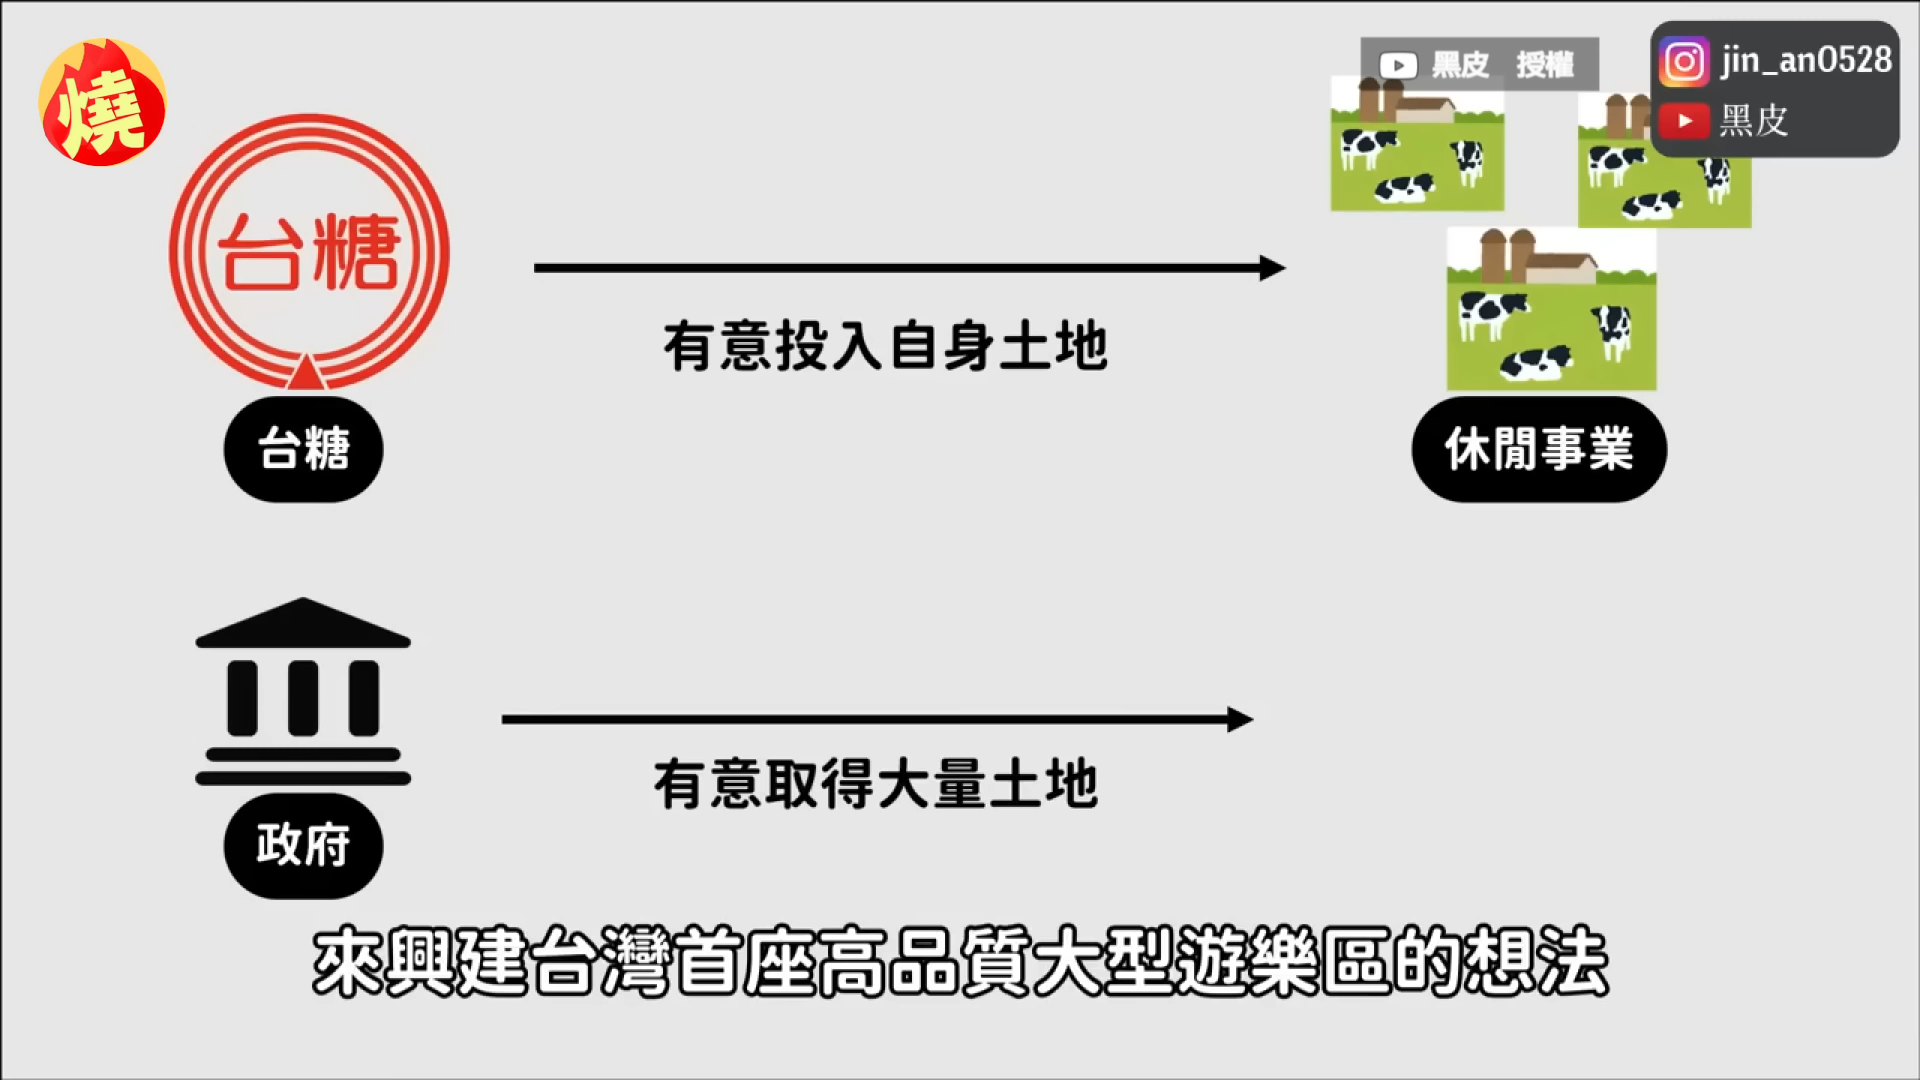 燒
黑皮 授權
jin_an0528
黑皮
台糖
有意投入自身土地
台糖
休閒事業
有意取得大量土地
政府
來興建台灣首座高品質大型遊樂區的想法